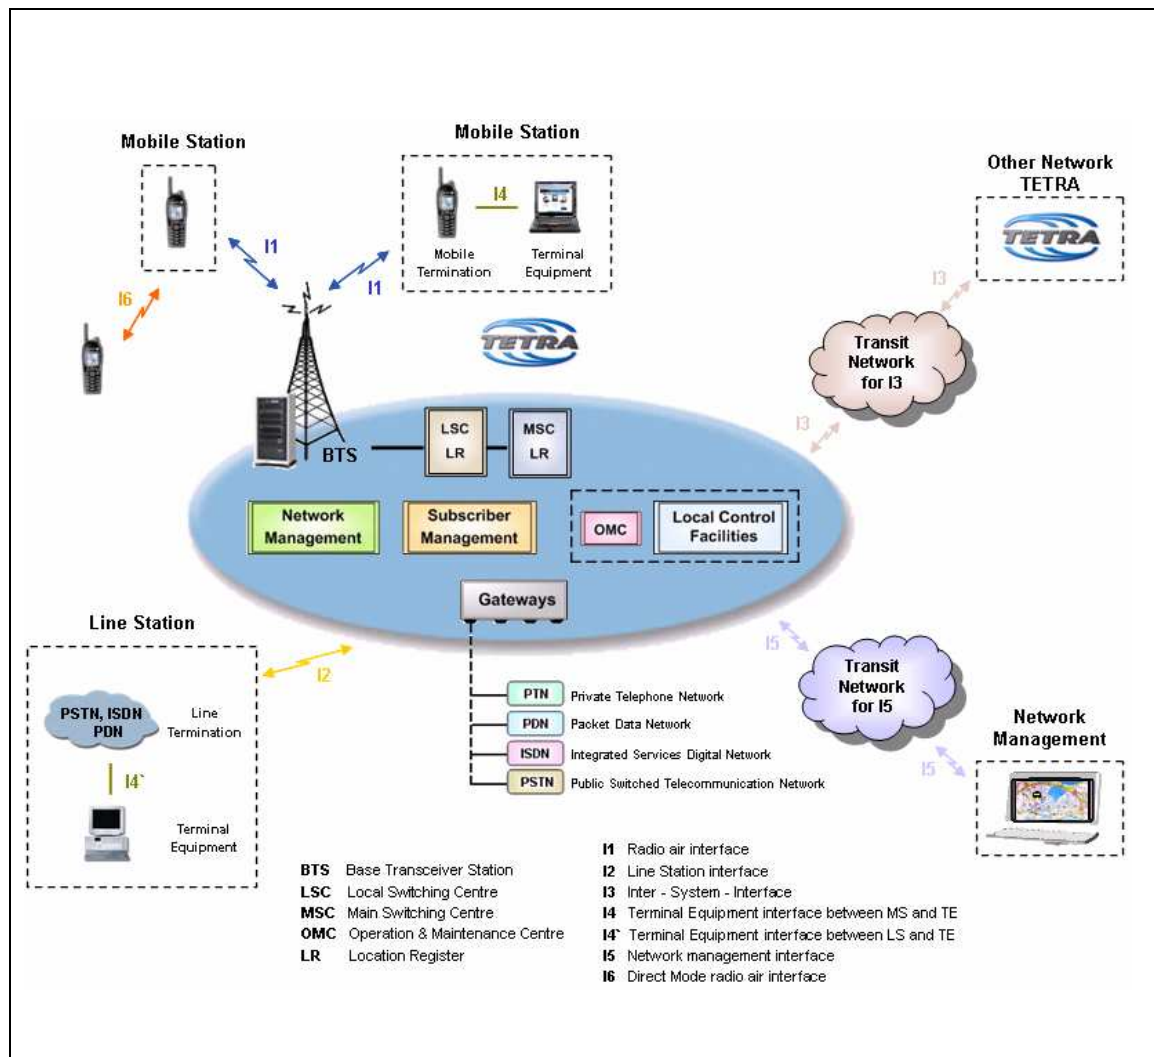 Mobile Station
Mobile Station
I4
Mobile
Termination
Terminal
Equipment
I1
I1
I6
Other Network
TETRA
TETRA
I3
Transit
Network
for I3
I3
TETRA
BTS
LSC
LR
MSC
LR
Network
Management
Subscriber
Management
OMC
Local Control
Facilities
Gateways
Line Station
I2
PSTN, ISDN
PDN
Line
Termination
I4`
Terminal
Equipment
PTN Private Telephone Network
PDN Packet Data Network
ISDN Integrated Services Digital Network
PSTN Public Switched Telecommunication Network
I5
Transit
Network
for I5
I5
Network
Management
BTS Base Transceiver Station
LSC Local Switching Centre
MSC Main Switching Centre
OMC Operation & Maintenance Centre
LR Location Register
I1 Radio air interface
I2 Line Station interface
I3 Inter - System - Interface
I4 Terminal Equipment interface between MS and TE
I4` Terminal Equipment interface between LS and TE
I5 Network management interface
I6 Direct Mode radio air interface